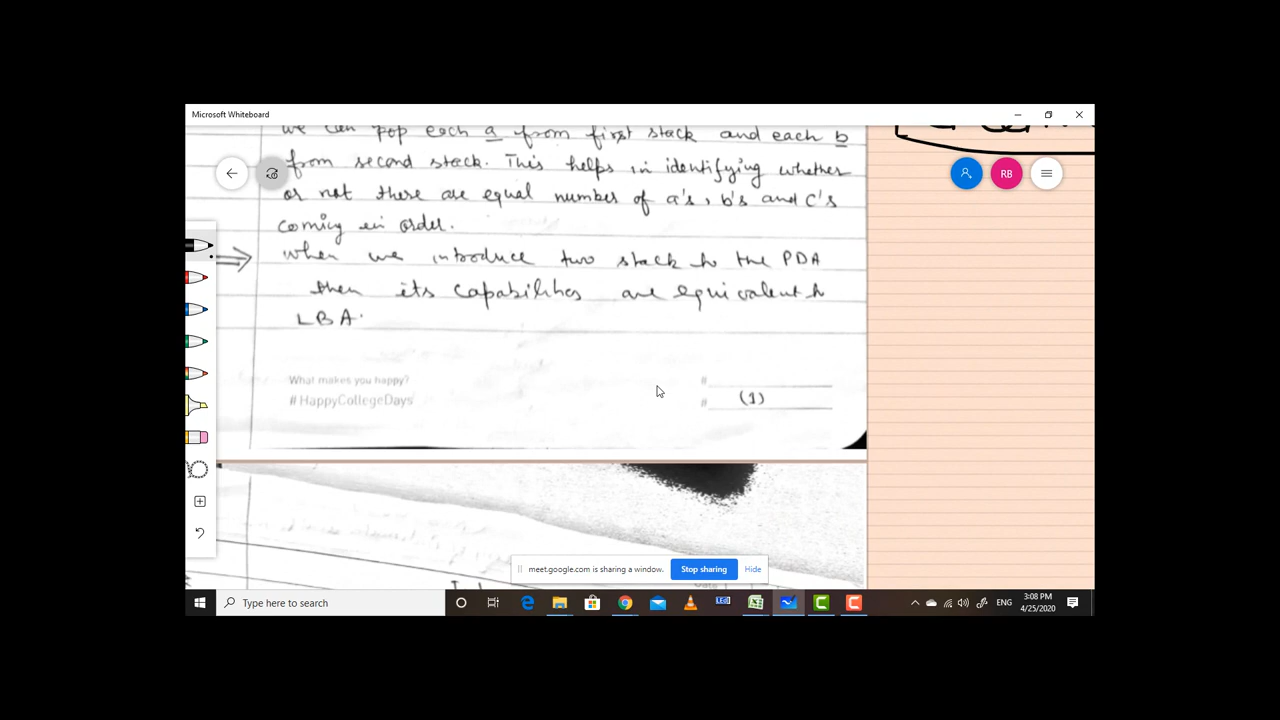 Microsoft Whiteboard
we can pop each a from first stack and each b
from second stack. This helps in identifying whether
or not there are equal number of a's, b's and c's
coming in order.
⇒ when we introduce two stack to the PDA
then its capabilities are equivalent to
LBA.
What makes you happy?
#HappyCollegeDays
#
# (1)
RB
meet.google.com is sharing a window.
Stop sharing
Hide
Type here to search
ENG
3:08 PM
4/25/2020